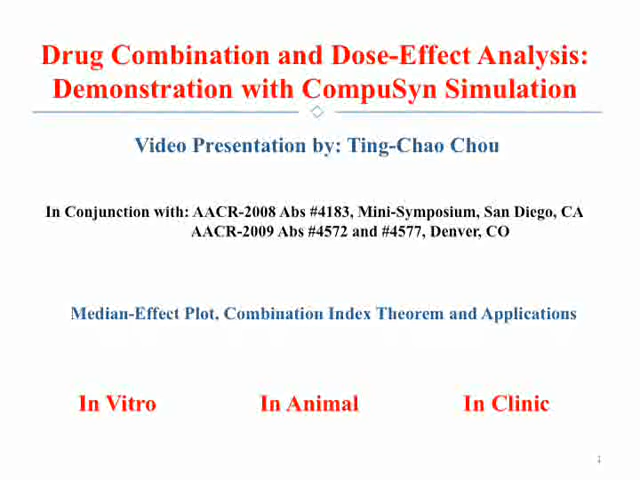 Drug Combination and Dose-Effect Analysis:
Demonstration with CompuSyn Simulation
Video Presentation by: Ting-Chao Chou
In Conjunction with: AACR-2008 Abs #4183, Mini-Symposium, San Diego, CA
AACR-2009 Abs #4572 and #4577, Denver, CO
Median-Effect Plot, Combination Index Theorem and Applications
In Vitro In Animal In Clinic
1